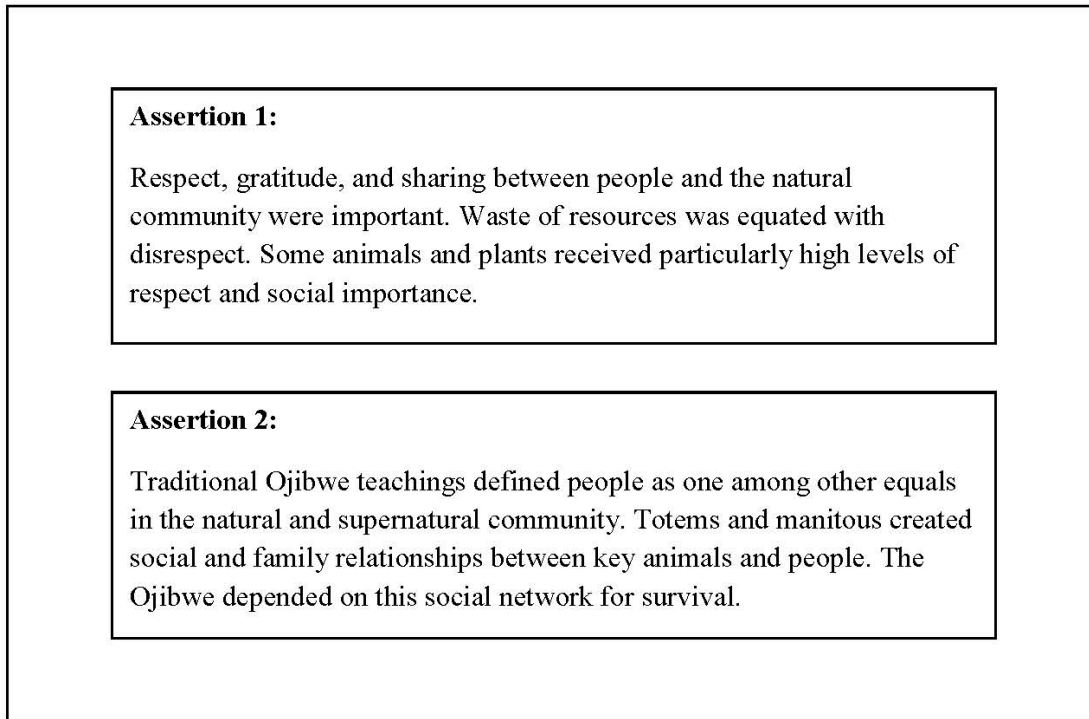 Assertion 1:
Respect, gratitude, and sharing between people and the natural
community were important. Waste of resources was equated with
disrespect. Some animals and plants received particularly high levels of
respect and social importance.
Assertion 2:
Traditional Ojibwe teachings defined people as one among other equals
in the natural and supernatural community. Totems and manitous created
social and family relationships between key animals and people. The
Ojibwe depended on this social network for survival.